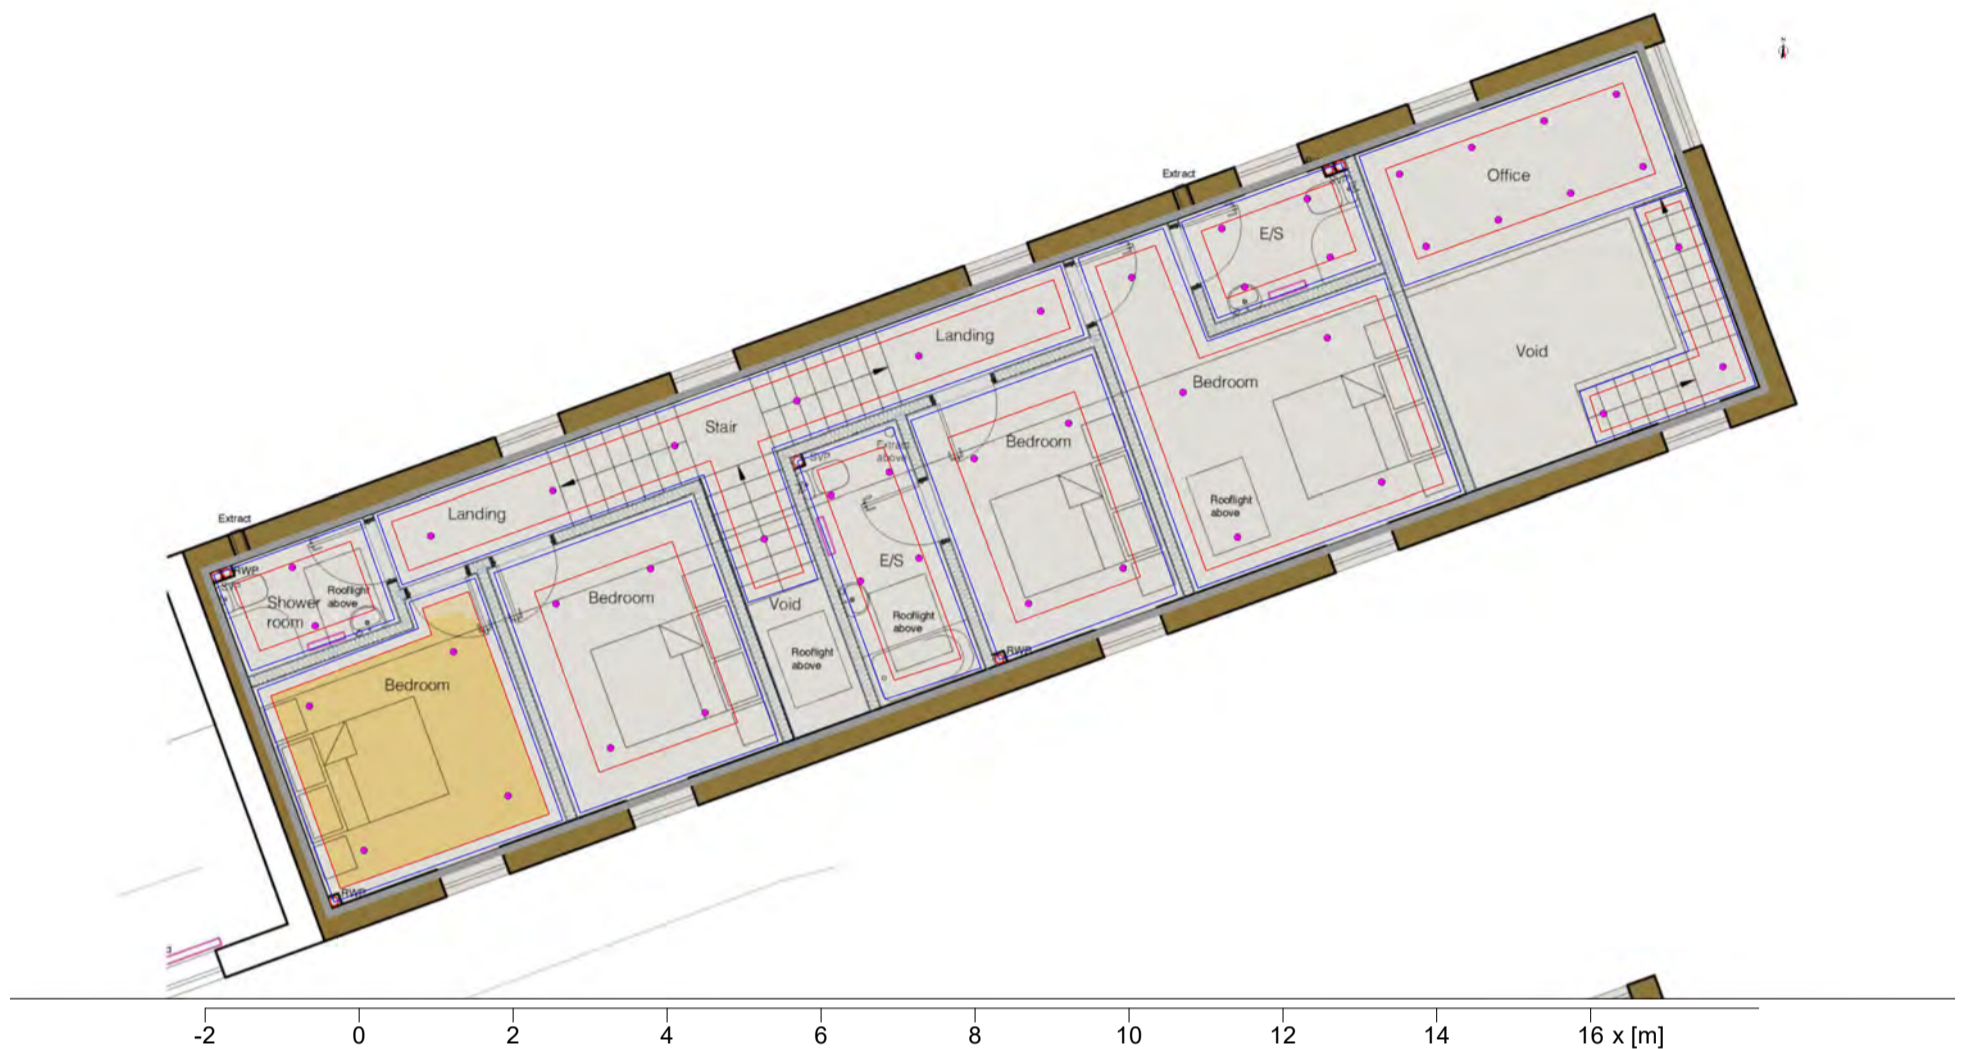 Extract
Office
E/S
Landing
Void
Bedroom
Stair
Extract
above
SVP
Bedroom
Rooflight
above
Landing
Extract
RWP
Rooflight
above
Shower
room
E/S
Bedroom
Void
Rooflight
above
RWP
Rooflight
above
Bedroom
RWP
-2 0 2 4 6 8 10 12 14 16 x [m]